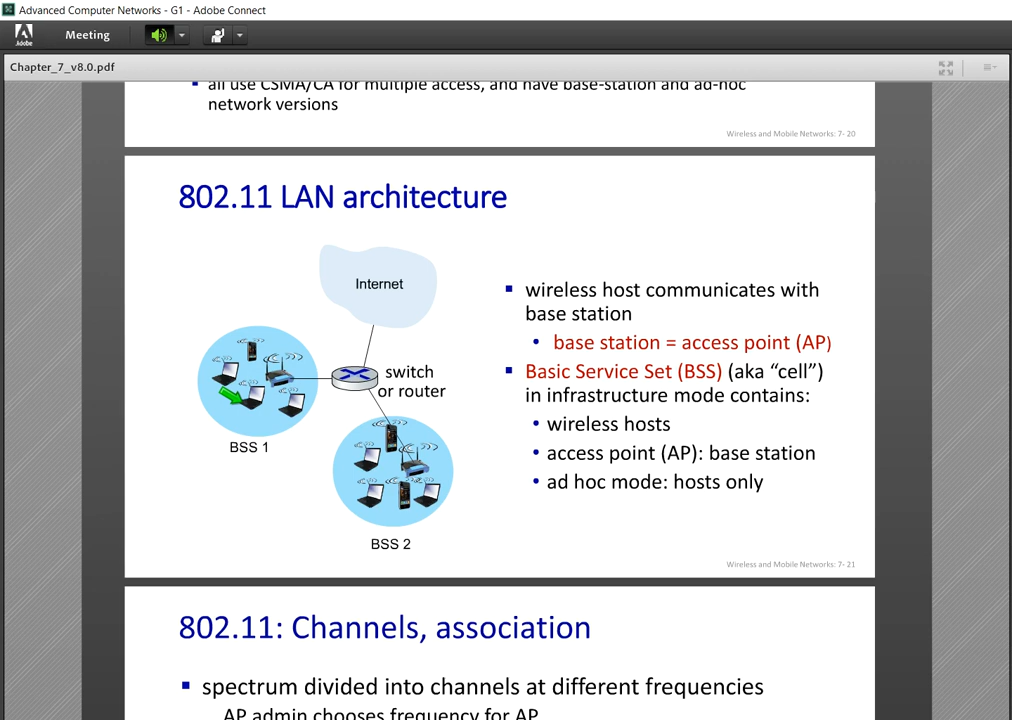 Advanced Computer Networks - G1 - Adobe Connect
Adobe
Meeting
Chapter_7_v8.0.pdf
all use CSMA/CA for multiple access, and have base-station and ad-hoc
network versions
Wireless and Mobile Networks: 7- 20
802.11 LAN architecture
Internet
switch
or router
BSS 1
BSS 2
wireless host communicates with
base station
base station = access point (AP)
Basic Service Set (BSS) (aka “cell”)
in infrastructure mode contains:
wireless hosts
access point (AP): base station
ad hoc mode: hosts only
Wireless and Mobile Networks: 7- 21
802.11: Channels, association
spectrum divided into channels at different frequencies
AP admin chooses frequency for AP